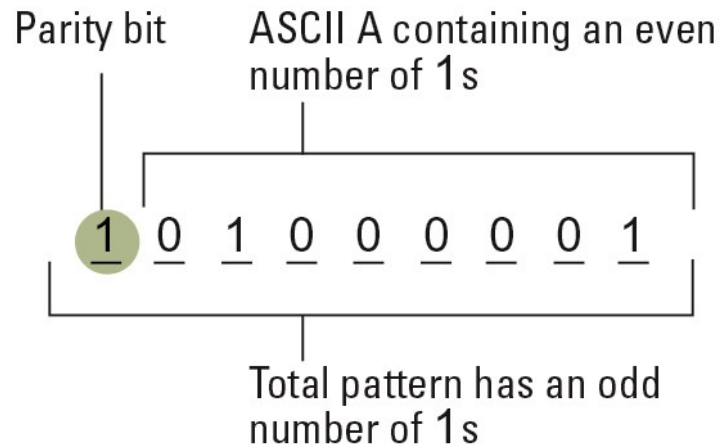 Parity bit
ASCII A containing an even
number of 1s
1 0 1 0 0 0 0 0 1
Total pattern has an odd
number of 1s